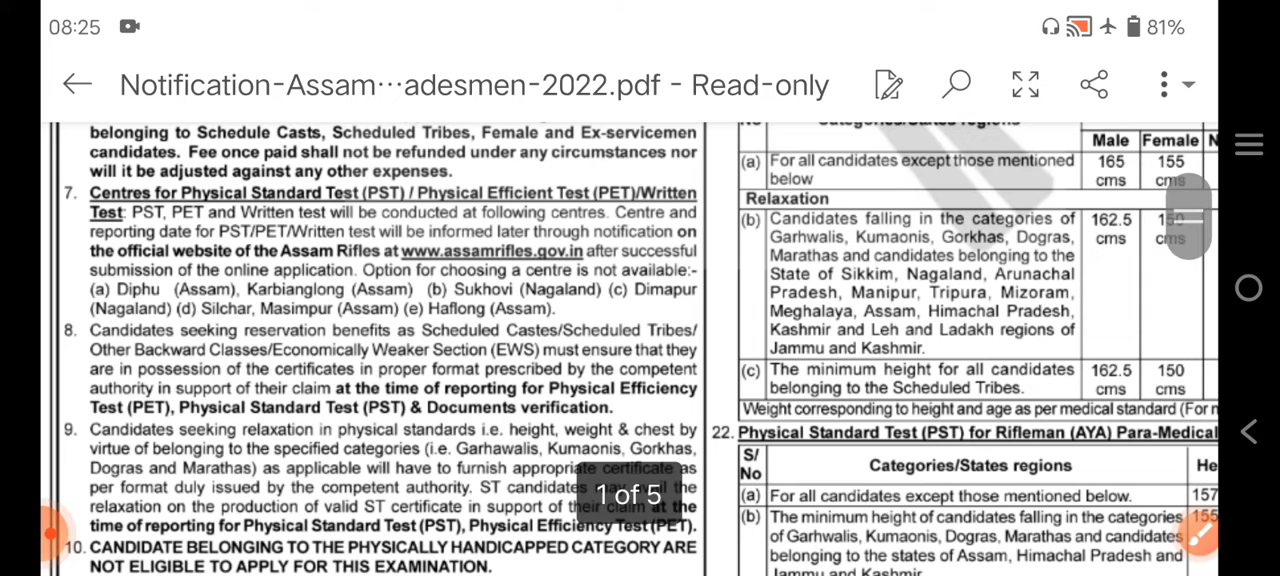 08:25
81%
Notification-Assam···adesmen-2022.pdf - Read-only
belonging to Schedule Casts, Scheduled Tribes, Female and Ex-servicemen
candidates. Fee once paid shall not be refunded under any circumstances nor
will it be adjusted against any other expenses.
7. Centres for Physical Standard Test (PST) / Physical Efficient Test (PET)/Written
Test: PST, PET and Written test will be conducted at following centres. Centre and
reporting date for PST/PET/Written test will be informed later through notification on
the official website of the Assam Rifles at www.assamrifles.gov.in after successful
submission of the online application. Option for choosing a centre is not available:-
(a) Diphu (Assam), Karbianglong (Assam) (b) Sukhovi (Nagaland) (c) Dimapur
(Nagaland) (d) Silchar, Masimpur (Assam) (e) Haflong (Assam).
8. Candidates seeking reservation benefits as Scheduled Castes/Scheduled Tribes/
Other Backward Classes/Economically Weaker Section (EWS) must ensure that they
are in possession of the certificates in proper format prescribed by the competent
authority in support of their claim at the time of reporting for Physical Efficiency
Test (PET), Physical Standard Test (PST) & Documents verification.
9. Candidates seeking relaxation in physical standards i.e. height, weight & chest by
virtue of belonging to the specified categories (i.e. Garhawalis, Kumaonis, Gorkhas,
Dogras and Marathas) as applicable will have to furnish appropriate certificate as
per format duly issued by the competent authority. ST candidates may avail the
relaxation on the production of valid ST certificate in support of their claim at the
time of reporting for Physical Standard Test (PST), Physical Efficiency Test (PET).
10. CANDIDATE BELONGING TO THE PHYSICALLY HANDICAPPED CATEGORY ARE
NOT ELIGIBLE TO APPLY FOR THIS EXAMINATION.
1 of 5
No Categories/States regions
Male Female N
(a) For all candidates except those mentioned 165 155
below cms cms
Relaxation
(b) Candidates falling in the categories of 162.5 150
Garhwalis, Kumaonis, Gorkhas, Dogras, cms cms
Marathas and candidates belonging to the
State of Sikkim, Nagaland, Arunachal
Pradesh, Manipur, Tripura, Mizoram,
Meghalaya, Assam, Himachal Pradesh,
Kashmir and Leh and Ladakh regions of
Jammu and Kashmir.
(c) The minimum height for all candidates 162.5 150
belonging to the Scheduled Tribes. cms cms
Weight corresponding to height and age as per medical standard (For n
22. Physical Standard Test (PST) for Rifleman (AYA) Para-Medical
S/
No Categories/States regions He
(a) For all candidates except those mentioned below. 157
(b) The minimum height of candidates falling in the categories 155
of Garhwalis, Kumaonis, Dogras, Marathas and candidates
belonging to the states of Assam, Himachal Pradesh and
Jammu and Kashmir.